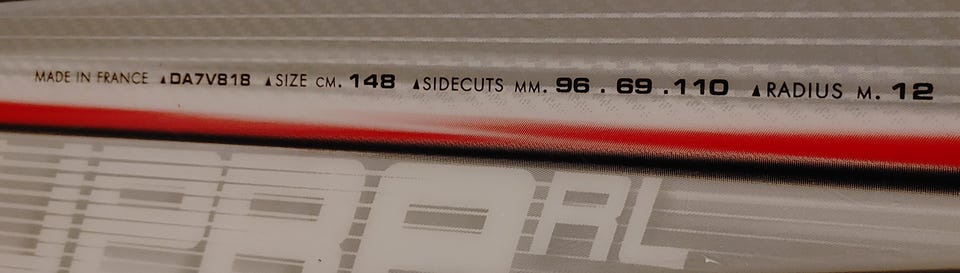 MADE IN FRANCE ▲DA7V818 ▲SIZE CM. 148 ▲SIDECUTS MM. 96 . 69 . 110 ▲RADIUS M. 12